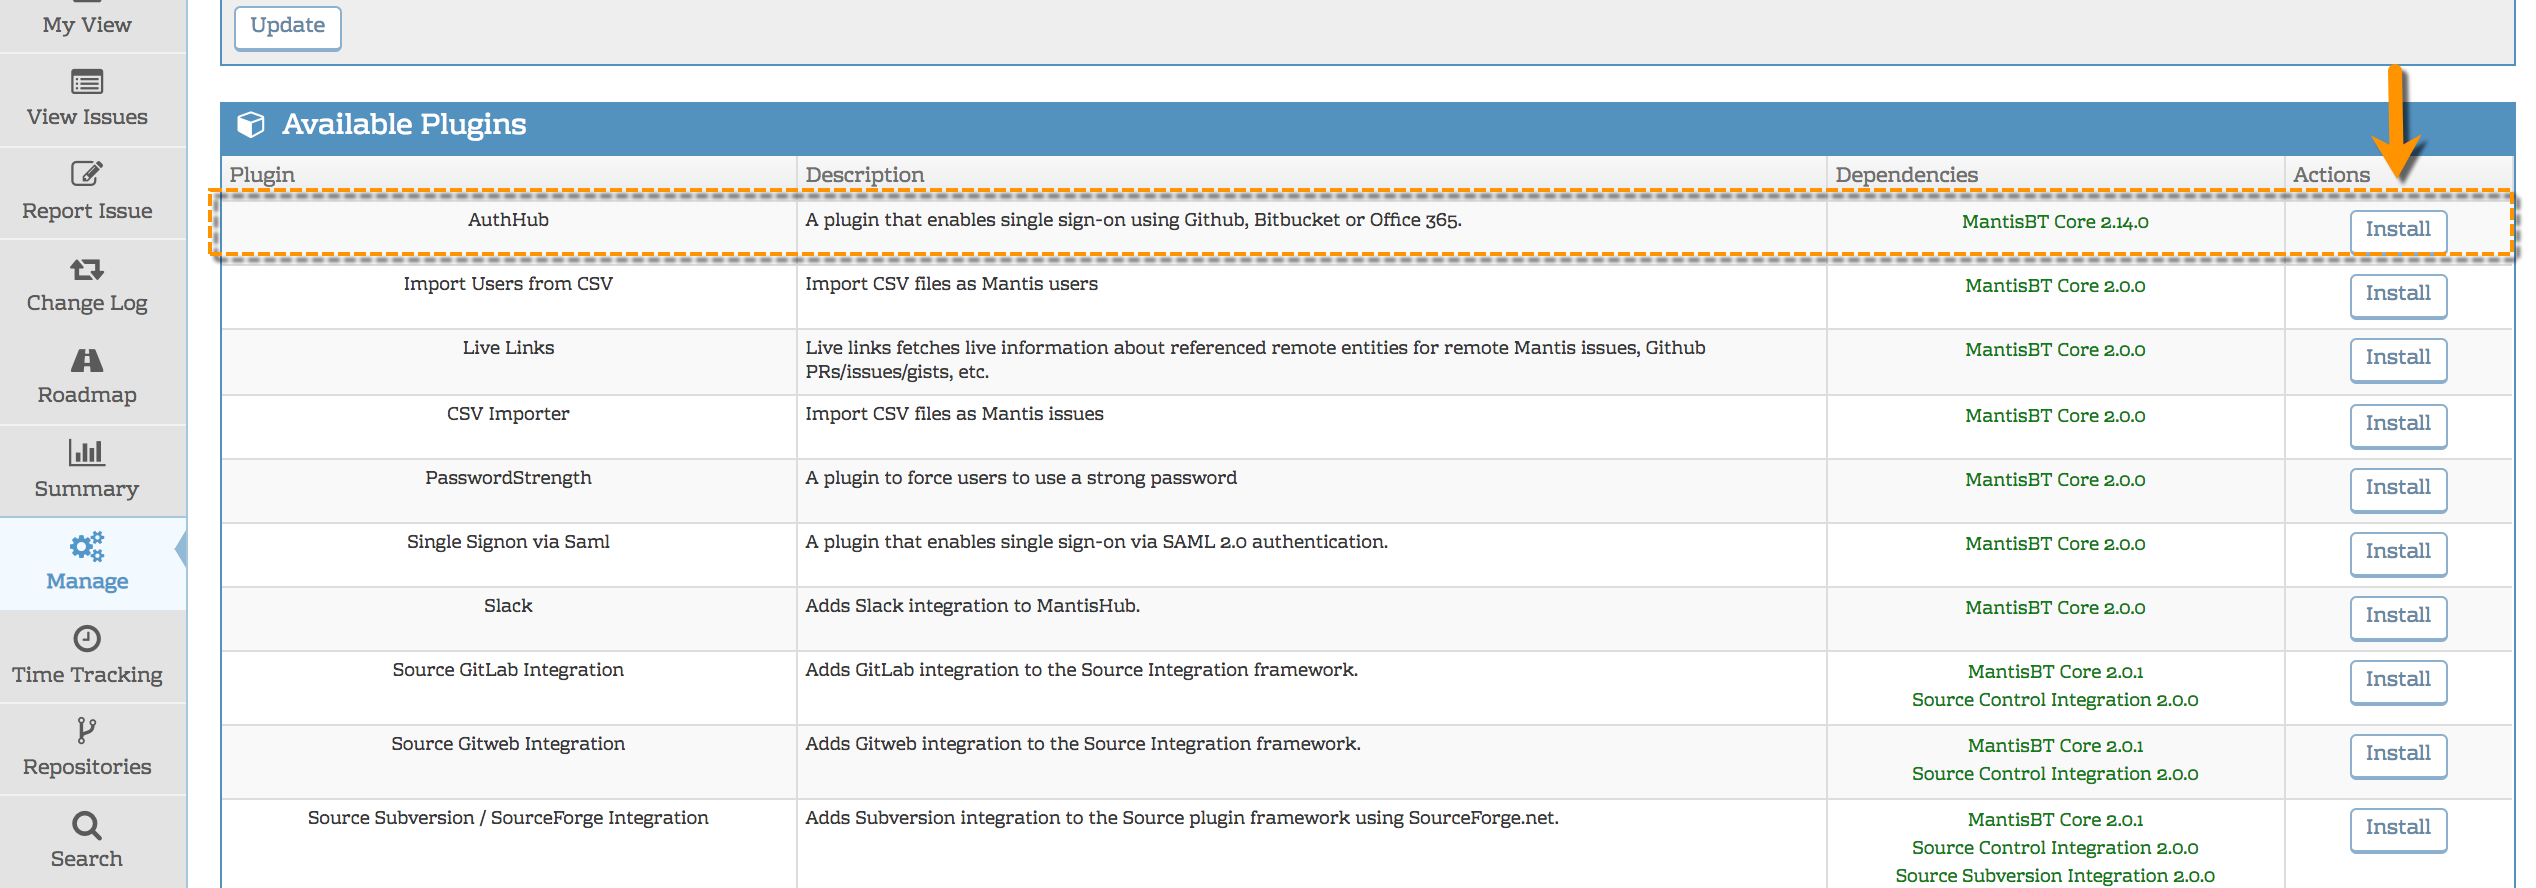 My View
View Issues
Report Issue
Change Log
Roadmap
Summary
Manage
Time Tracking
Repositories
Search
Update
Available Plugins
Plugin Description Dependencies Actions
AuthHub A plugin that enables single sign-on using Github, Bitbucket or Office 365. MantisBT Core 2.14.0 Install
Import Users from CSV Import CSV files as Mantis users MantisBT Core 2.0.0 Install
Live Links Live links fetches live information about referenced remote entities for remote Mantis issues, Github MantisBT Core 2.0.0 Install
PRs/issues/gists, etc.
CSV Importer Import CSV files as Mantis issues MantisBT Core 2.0.0 Install
PasswordStrength A plugin to force users to use a strong password MantisBT Core 2.0.0 Install
Single Signon via Saml A plugin that enables single sign-on via SAML 2.0 authentication. MantisBT Core 2.0.0 Install
Slack Adds Slack integration to MantisHub. MantisBT Core 2.0.0 Install
Source GitLab Integration Adds GitLab integration to the Source Integration framework. MantisBT Core 2.0.1 Install
Source Control Integration 2.0.0
Source Gitweb Integration Adds Gitweb integration to the Source Integration framework. MantisBT Core 2.0.1 Install
Source Control Integration 2.0.0
Source Subversion / SourceForge Integration Adds Subversion integration to the Source plugin framework using SourceForge.net. MantisBT Core 2.0.1 Install
Source Control Integration 2.0.0
Source Subversion Integration 2.0.0